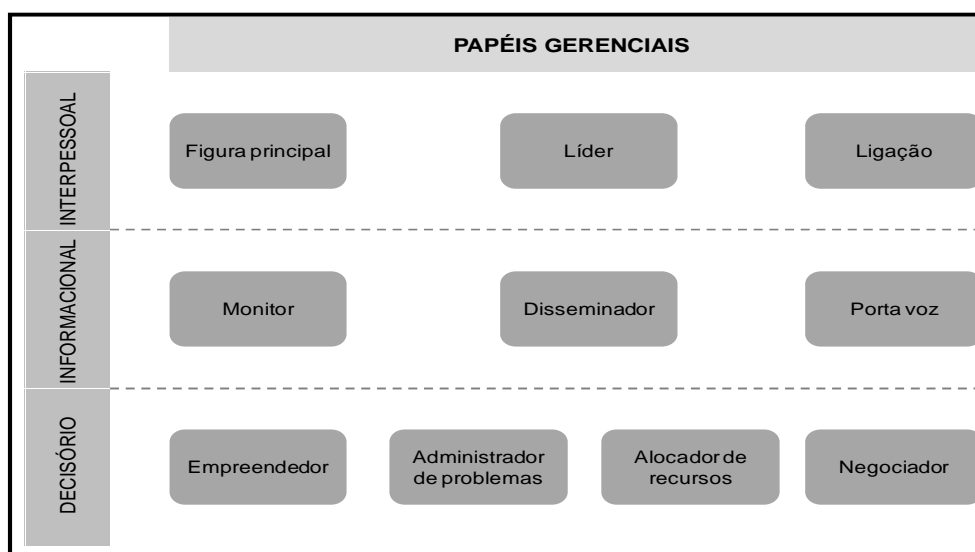 PAPÉIS GERENCIAIS
INTERPESSOAL
Figura principal
Líder
Ligação
INFORMACIONAL
Monitor
Disseminador
Porta voz
DECISÓRIO
Empreendedor
Administrador
de problemas
Alocador de
recursos
Negociador